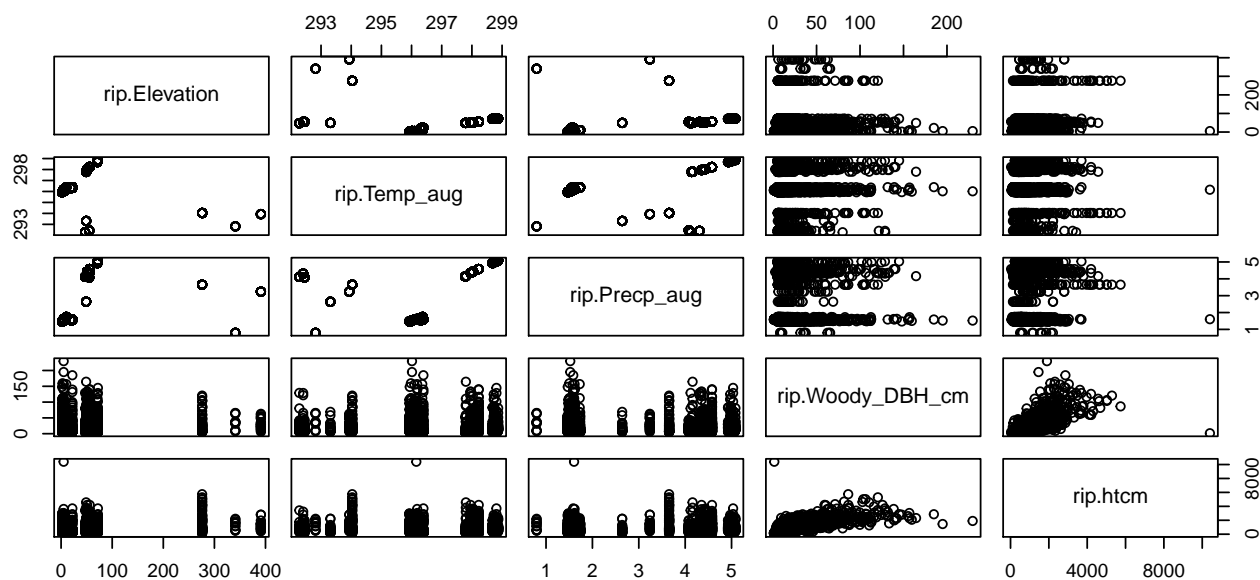 293 295 297 299
0 50 100 200
rip.Elevation
0 200
293 298
rip.Temp_aug
rip.Precp_aug
1 3 5
0 150
rip.Woody_DBH_cm
rip.htcm
0 8000
0 100 200 300 400
1 2 3 4 5
0 4000 8000